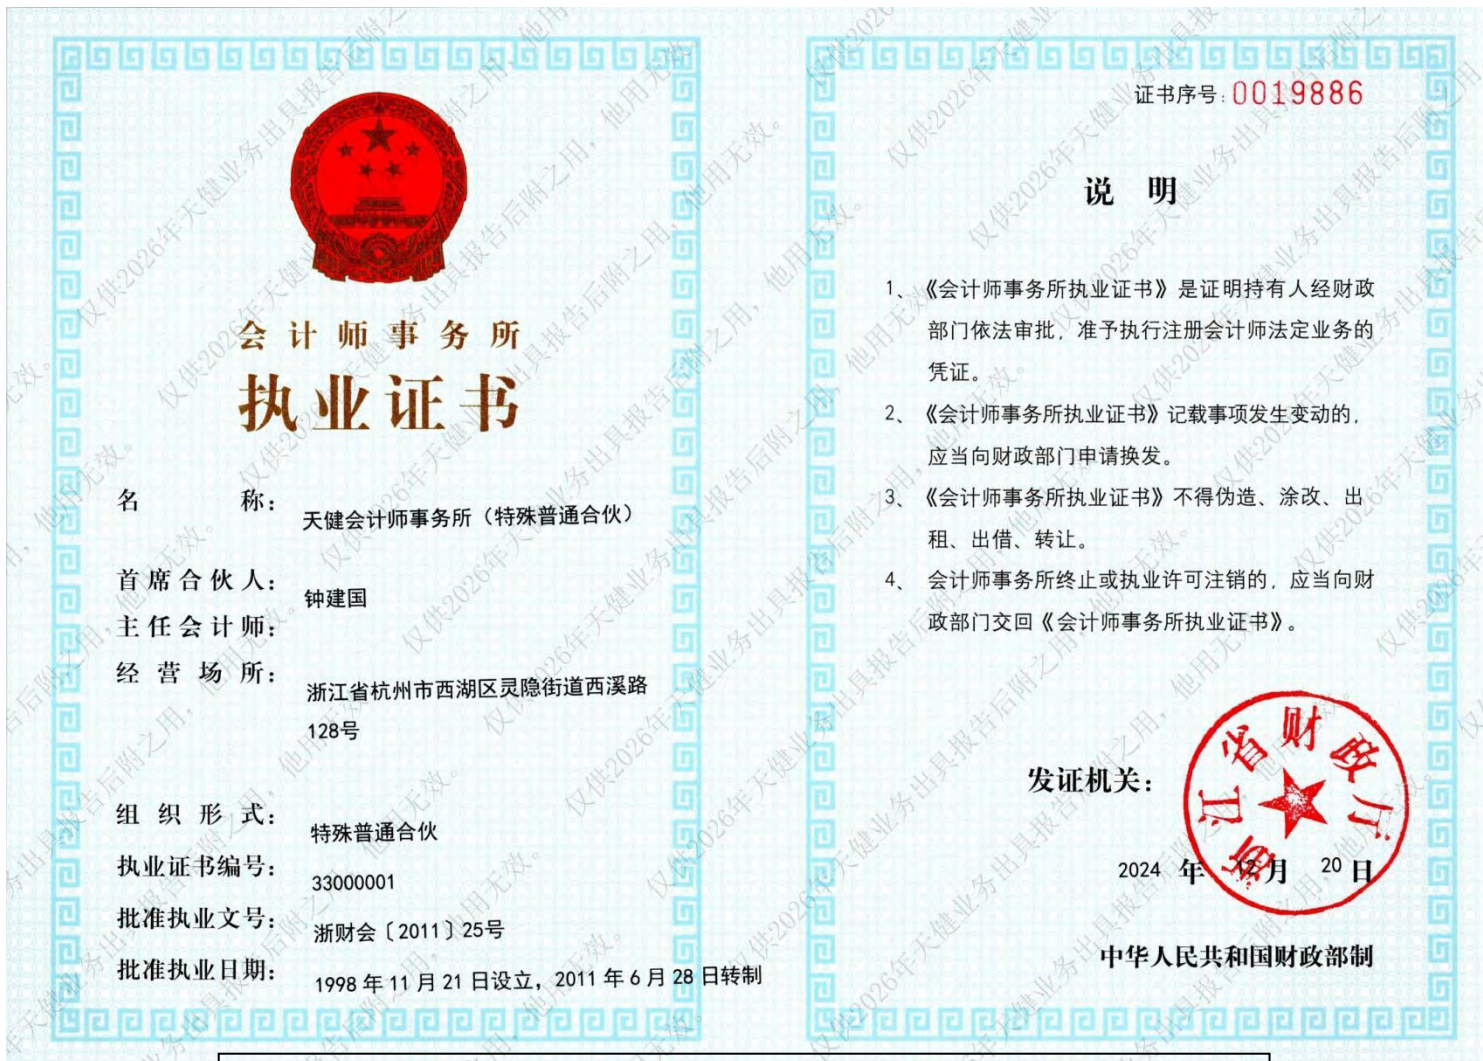 会计师事务所
执业证书
名称：
天健会计师事务所（特殊普通合伙）
首席合伙人：
钟建国
主任会计师：
经营场所：
浙江省杭州市西湖区灵隐街道西溪路
128号
组织形式：
特殊普通合伙
执业证书编号：
33000001
批准执业文号：
浙财会〔2011〕25号
批准执业日期：
1998年11月21日设立，2011年6月28日转制
证书序号：0019886
说明
1、《会计师事务所执业证书》是证明持有人经财政
部门依法审批，准予执行注册会计师法定业务的
凭证。
2、《会计师事务所执业证书》记载事项发生变动的，
应当向财政部门申请换发。
3、《会计师事务所执业证书》不得伪造、涂改、出
租、出借、转让。
4、会计师事务所终止或执业许可注销的，应当向财
政部门交回《会计师事务所执业证书》。
发证机关：
浙江省财政厅
2024年12月20日
中华人民共和国财政部制
仅供2026年天健业务出具报告后附之用，他用无效。